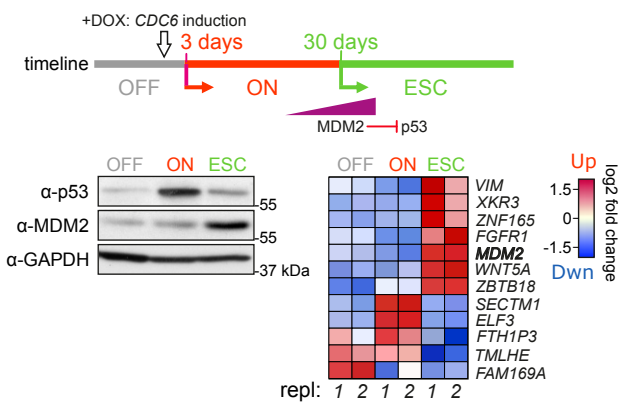 +DOX: CDC6 induction
3 days
30 days
timeline
OFF
ON
ESC
MDM2
p53
OFF
ON
ESC
α-p53
55
α-MDM2
55
α-GAPDH
37 kDa
OFF
ON
ESC
VIM
XKR3
ZNF165
FGFR1
MDM2
WNT5A
ZBTB18
SECTM1
ELF3
FTH1P3
TMLHE
FAM169A
repl: 1 2 1 2 1 2
Up
1.5
0
-1.5
Dwn
log2 fold change